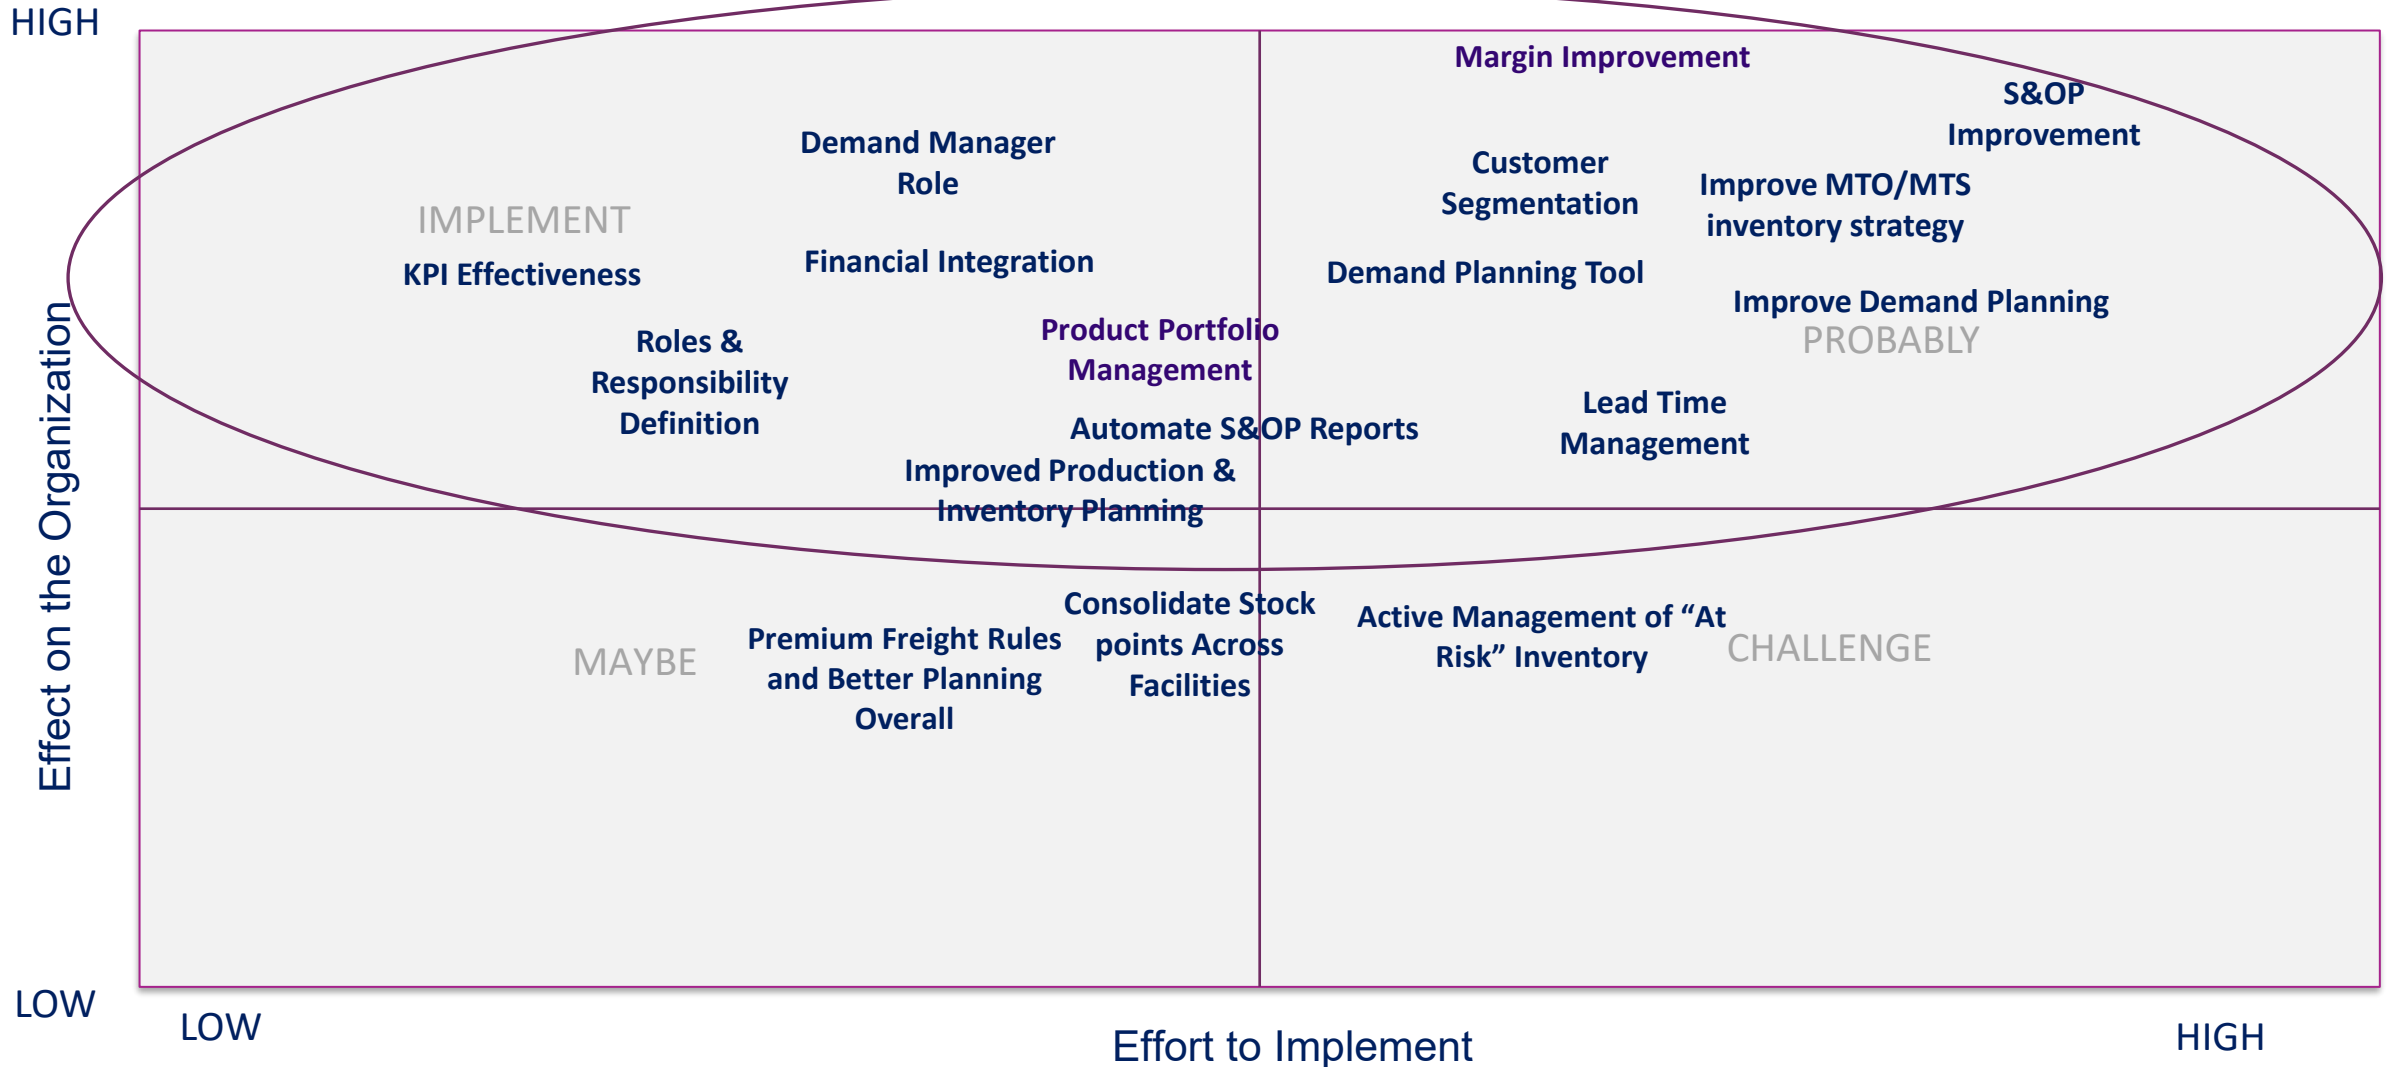 HIGH
Margin Improvement
S&OP
Improvement
Demand Manager
Role
Customer
Segmentation
Improve MTO/MTS
inventory strategy
IMPLEMENT
KPI Effectiveness
Financial Integration
Demand Planning Tool
Improve Demand Planning
PROBABLY
Product Portfolio
Management
Roles &
Responsibility
Definition
Lead Time
Management
Automate S&OP Reports
Improved Production &
Inventory Planning
Effect on the Organization
Consolidate Stock
points Across
Facilities
Active Management of “At
Risk” Inventory
CHALLENGE
MAYBE
Premium Freight Rules
and Better Planning
Overall
LOW
LOW
Effort to Implement
HIGH